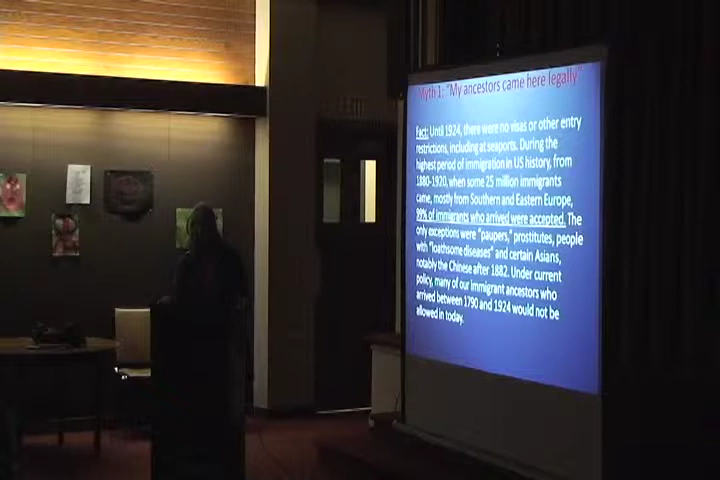 Myth 1: "My ancestors came here legally"
Fact: Until 1924, there were no visas or other entry
restrictions, including at seaports. During the
highest period of immigration in US history, from
1880-1920, when some 25 million immigrants
came, mostly from Southern and Eastern Europe,
99% of immigrants who arrived were accepted. The
only exceptions were "paupers," prostitutes, people
with "loathsome diseases" and certain Asians,
notably the Chinese after 1882. Under current
policy, many of our immigrant ancestors who
arrived between 1790 and 1924 would not be
allowed in today.